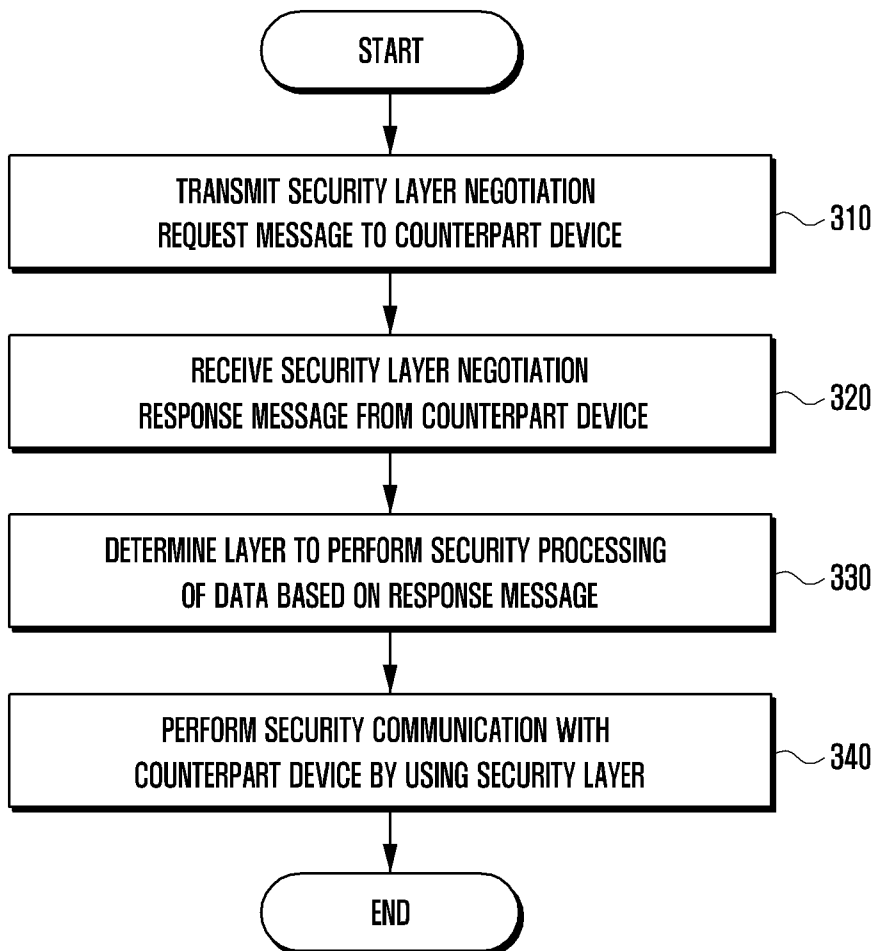 START
TRANSMIT SECURITY LAYER NEGOTIATION
REQUEST MESSAGE TO COUNTERPART DEVICE
310
RECEIVE SECURITY LAYER NEGOTIATION
RESPONSE MESSAGE FROM COUNTERPART DEVICE
320
DETERMINE LAYER TO PERFORM SECURITY PROCESSING
OF DATA BASED ON RESPONSE MESSAGE
330
PERFORM SECURITY COMMUNICATION WITH
COUNTERPART DEVICE BY USING SECURITY LAYER
340
END